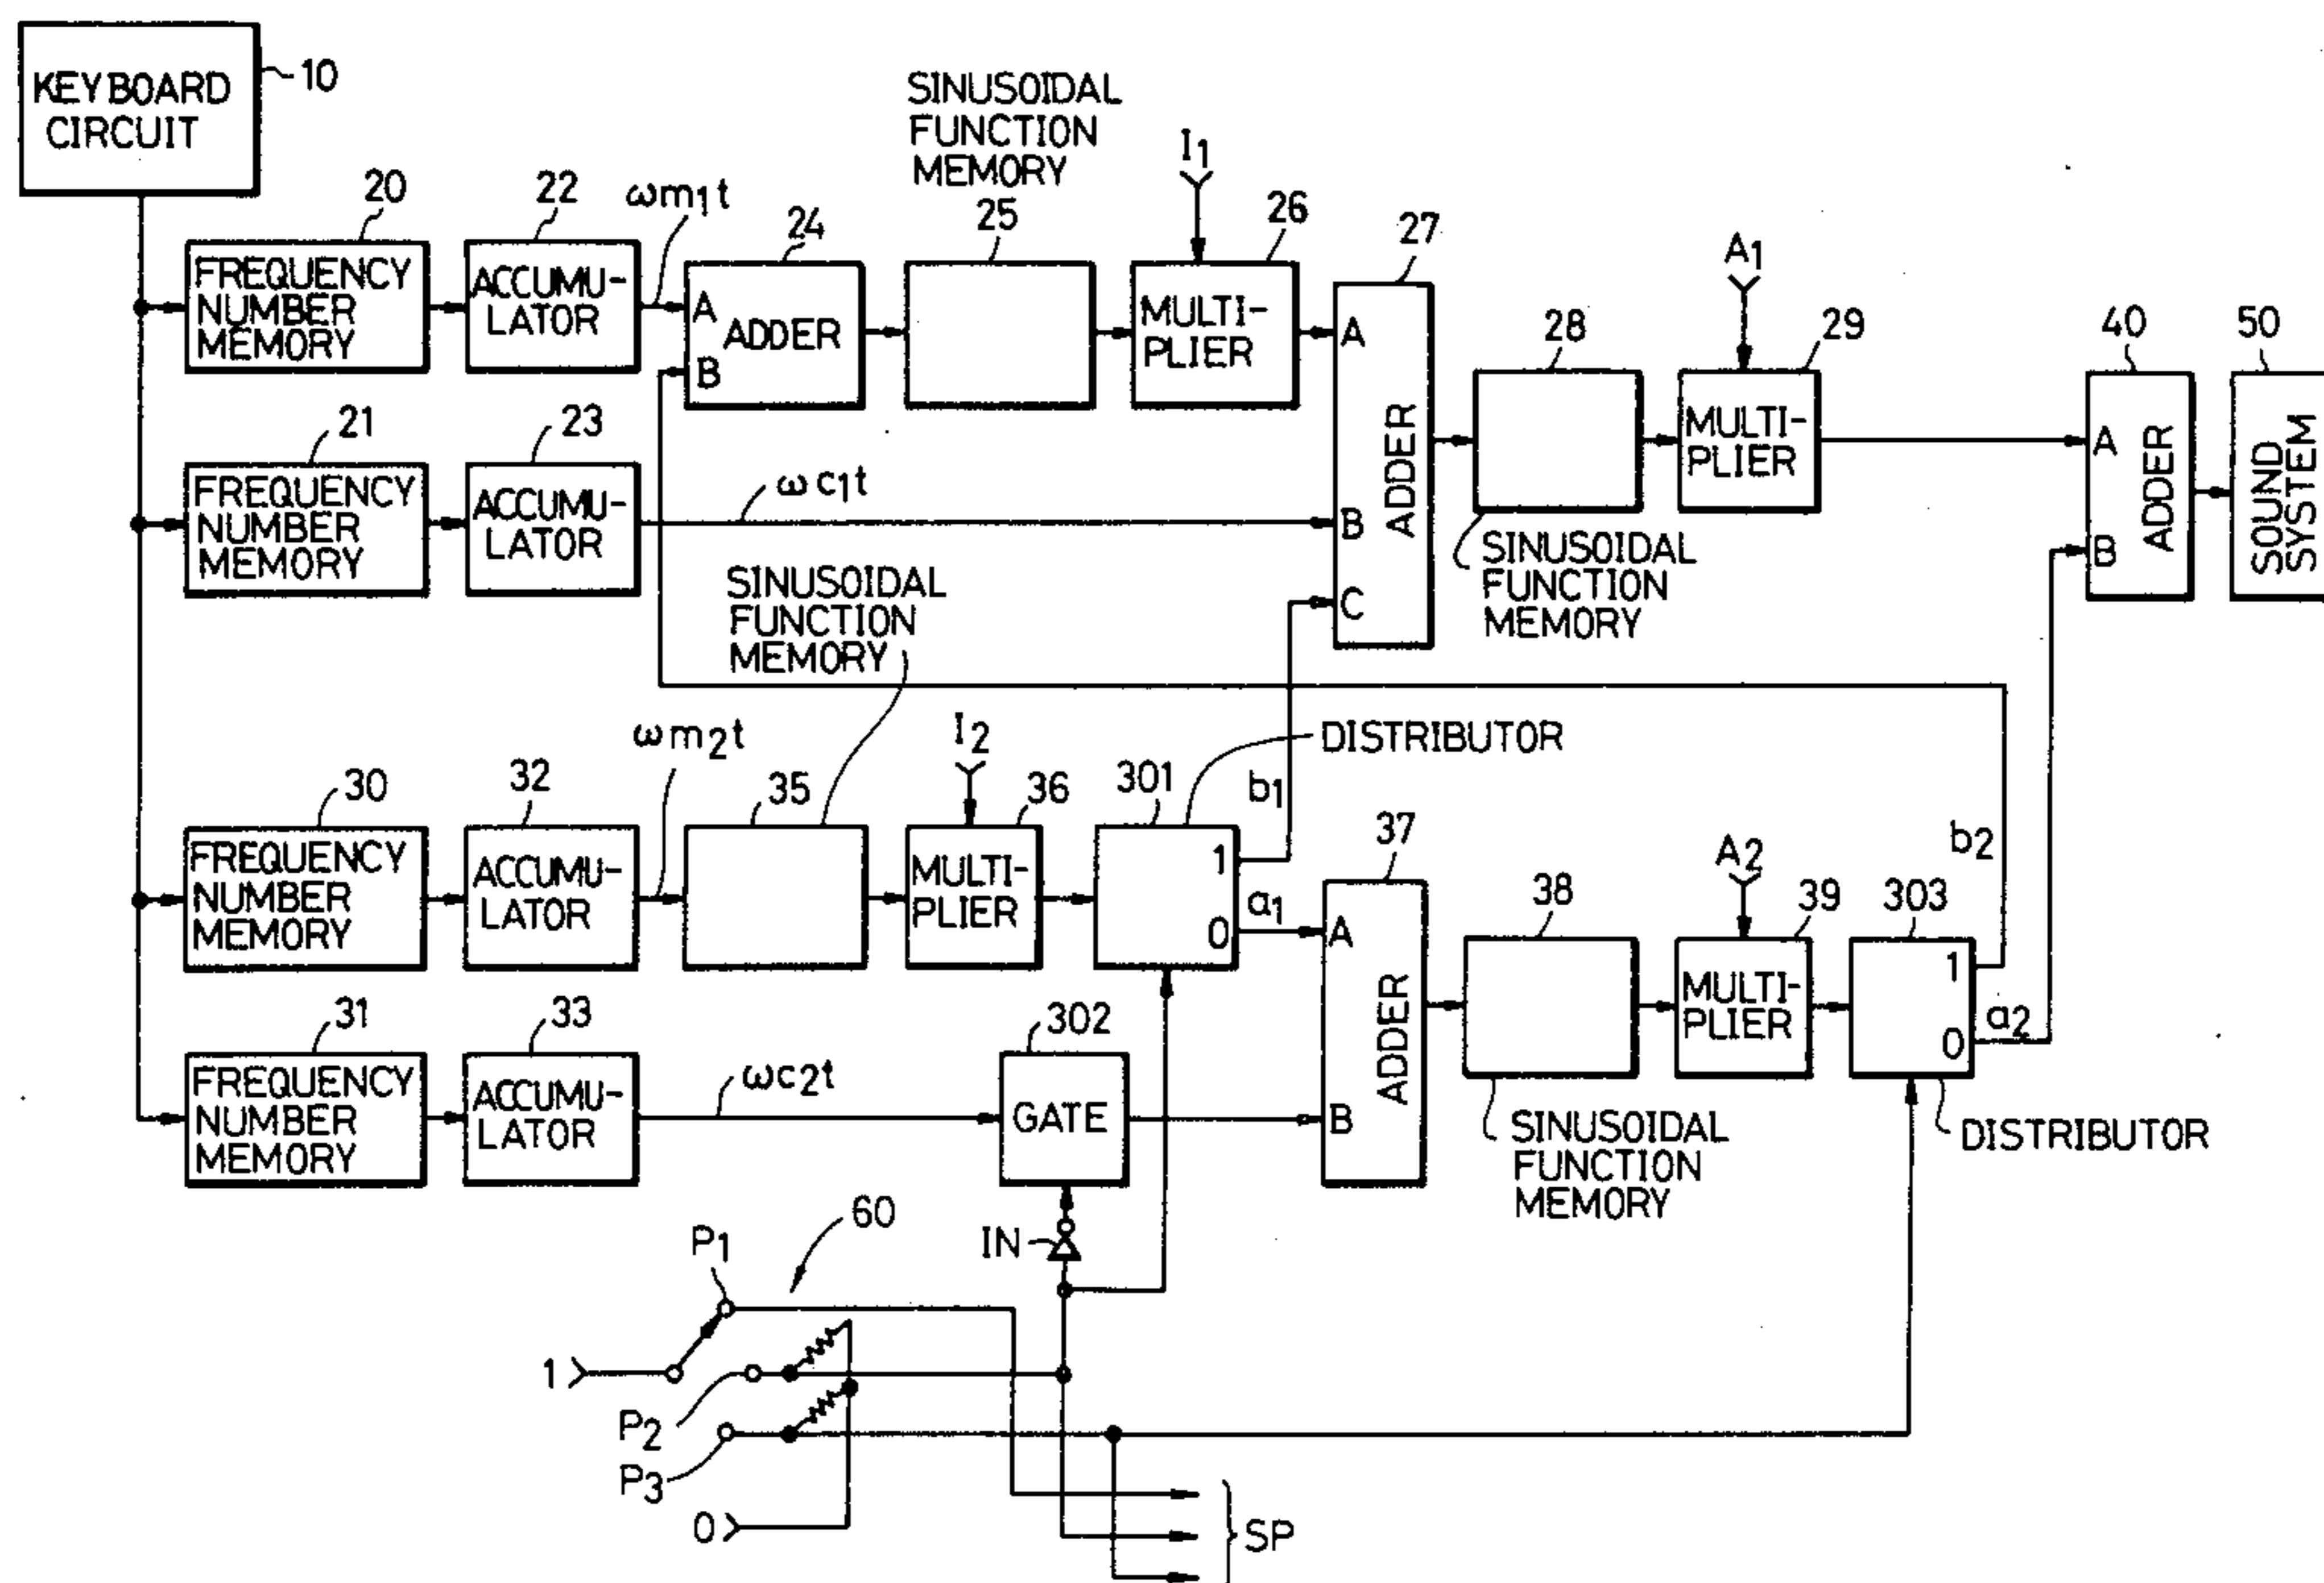 KEYBOARD
CIRCUIT
10
20
FREQUENCY
NUMBER
MEMORY
22
ACCUMU-
LATOR
ωm1t
24
A
ADDER
B
SINUSOIDAL
FUNCTION
MEMORY
25
I1
26
MULTI-
PLIER
27
A
B
C
ADDER
21
FREQUENCY
NUMBER
MEMORY
23
ACCUMU-
LATOR
ωc1t
28
SINUSOIDAL
FUNCTION
MEMORY
A1
29
MULTI-
PLIER
40
A
B
ADDER
50
SOUND
SYSTEM
SINUSOIDAL
FUNCTION
MEMORY
30
FREQUENCY
NUMBER
MEMORY
32
ACCUMU-
LATOR
ωm2t
35
I2
36
MULTI-
PLIER
301
DISTRIBUTOR
1
0
b1
a1
37
A
B
ADDER
38
SINUSOIDAL
FUNCTION
MEMORY
A2
39
MULTI-
PLIER
303
1
0
b2
a2
DISTRIBUTOR
31
FREQUENCY
NUMBER
MEMORY
33
ACCUMU-
LATOR
ωc2t
302
GATE
IN
60
P1
1
P2
P3
0
SP